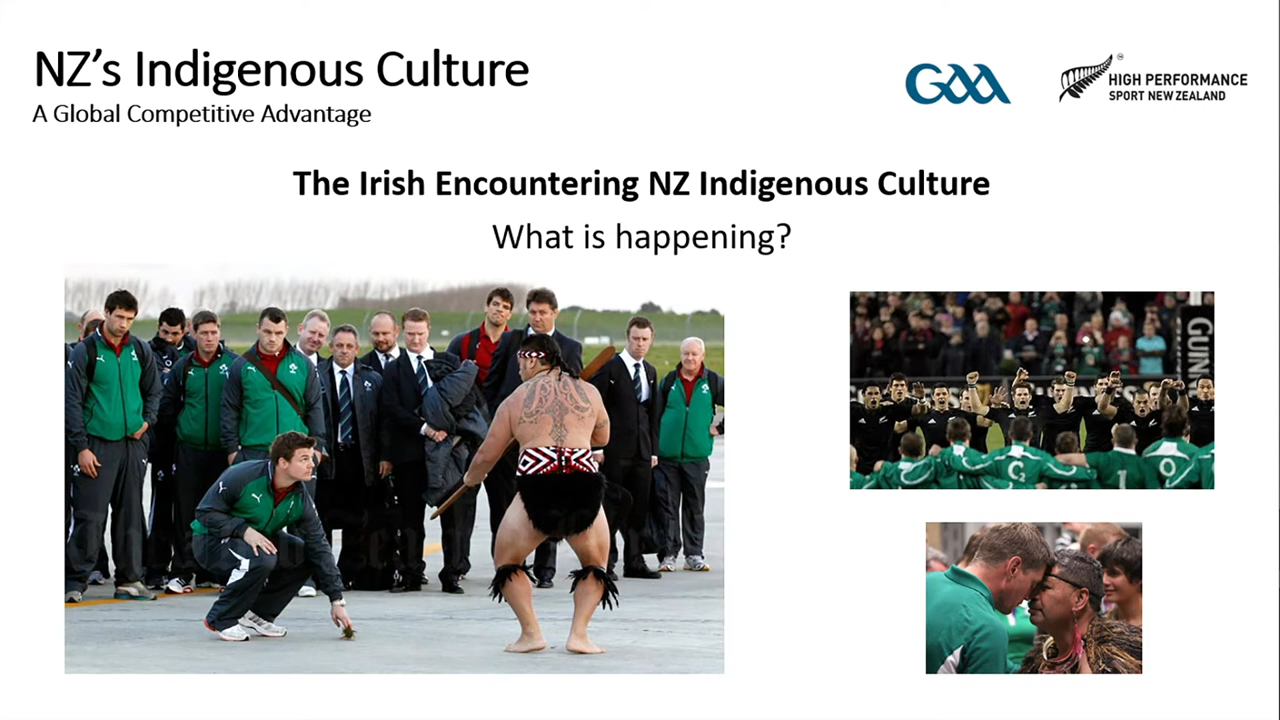 NZ's Indigenous Culture
A Global Competitive Advantage
GAA
HIGH PERFORMANCE
SPORT NEW ZEALAND
The Irish Encountering NZ Indigenous Culture
What is happening?
GUIN